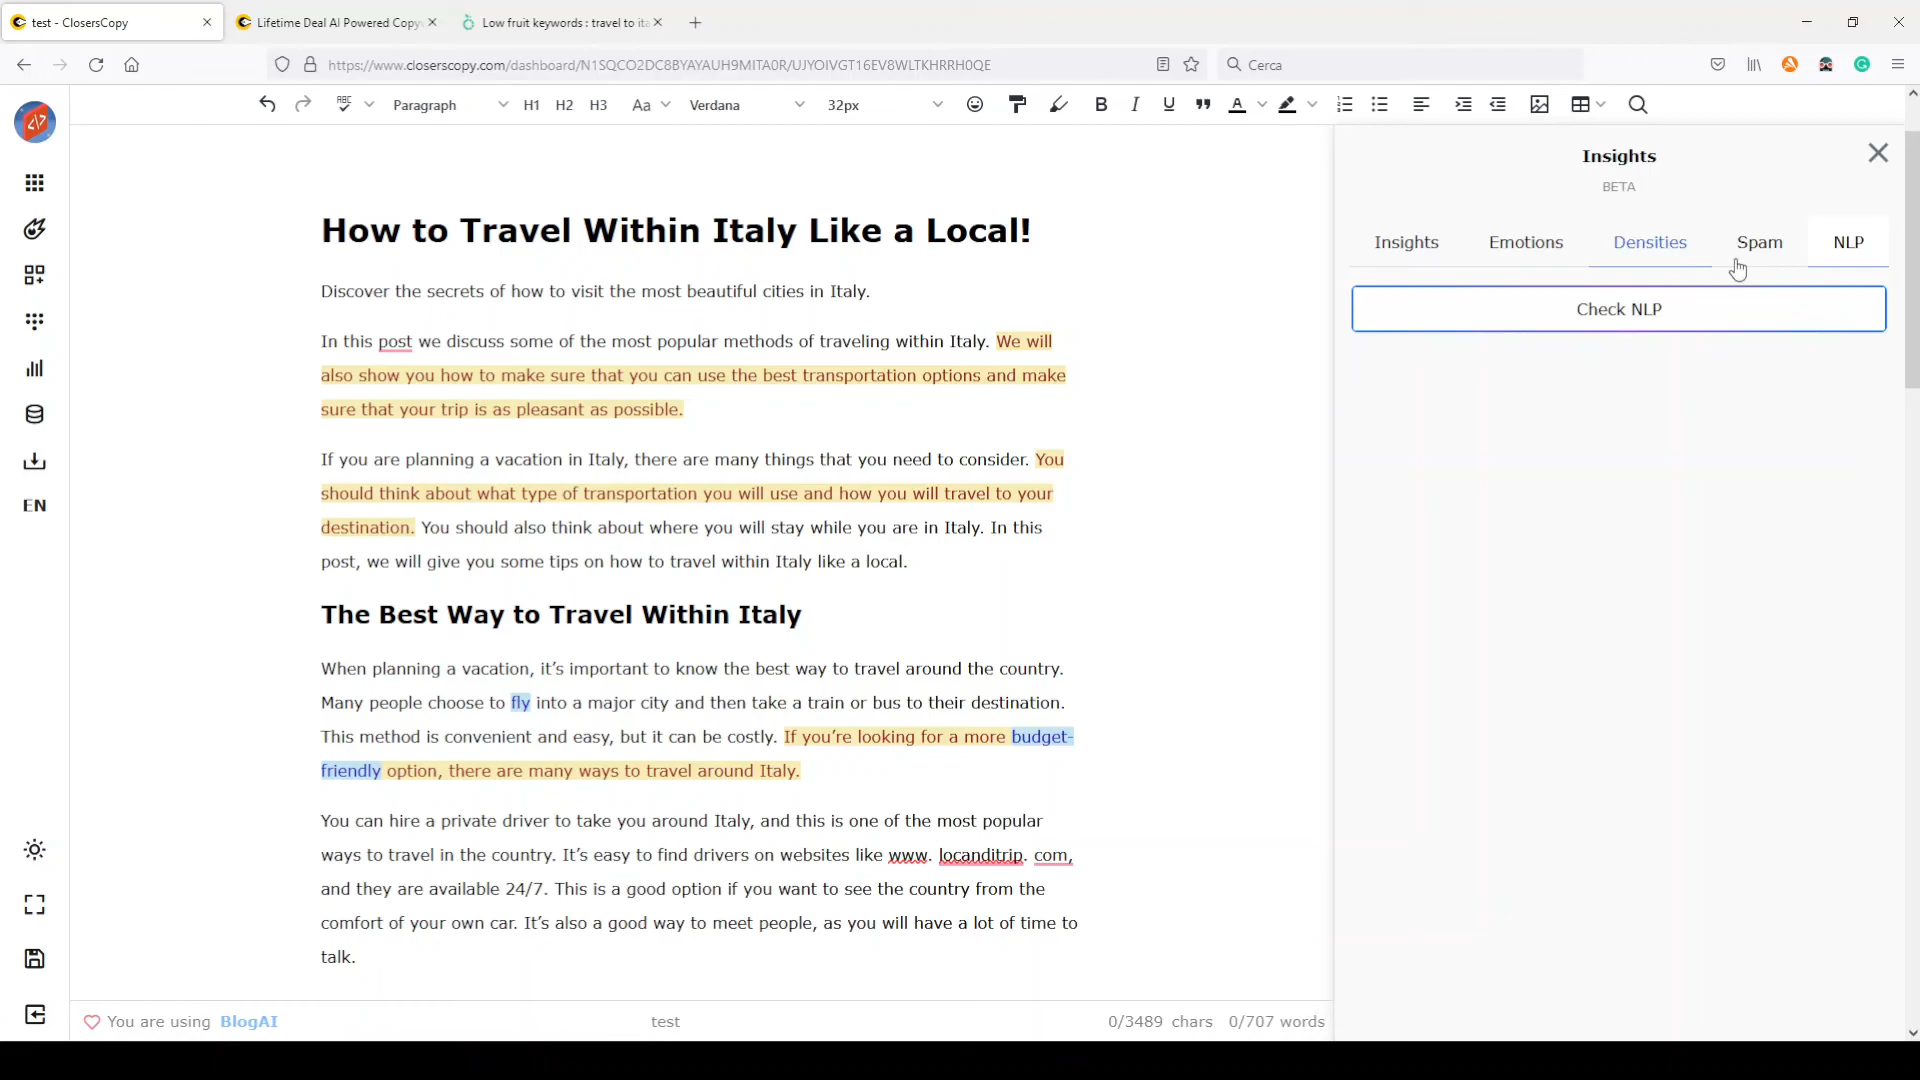 test - ClosersCopy
Lifetime Deal AI Powered Copy
Low fruit keywords : travel to ita
https://www.closerscopy.com/dashboard/N1SQCO2DC8BYAYAUH9MITA0R/UJYOIVGT16EV8WLTKHRRH0QE
Cerca
ABC
Paragraph
H1 H2 H3
Aa
Verdana
32px
B I U
A
EN
How to Travel Within Italy Like a Local!
Discover the secrets of how to visit the most beautiful cities in Italy.
In this post we discuss some of the most popular methods of traveling within Italy. We will
also show you how to make sure that you can use the best transportation options and make
sure that your trip is as pleasant as possible.
If you are planning a vacation in Italy, there are many things that you need to consider. You
should think about what type of transportation you will use and how you will travel to your
destination. You should also think about where you will stay while you are in Italy. In this
post, we will give you some tips on how to travel within Italy like a local.
The Best Way to Travel Within Italy
When planning a vacation, it’s important to know the best way to travel around the country.
Many people choose to fly into a major city and then take a train or bus to their destination.
This method is convenient and easy, but it can be costly. If you’re looking for a more budget-
friendly option, there are many ways to travel around Italy.
You can hire a private driver to take you around Italy, and this is one of the most popular
ways to travel in the country. It’s easy to find drivers on websites like www. locanditrip. com,
and they are available 24/7. This is a good option if you want to see the country from the
comfort of your own car. It’s also a good way to meet people, as you will have a lot of time to
talk.
You are using BlogAI
test
0/3489 chars 0/707 words
Insights
BETA
Insights Emotions Densities Spam NLP
Check NLP